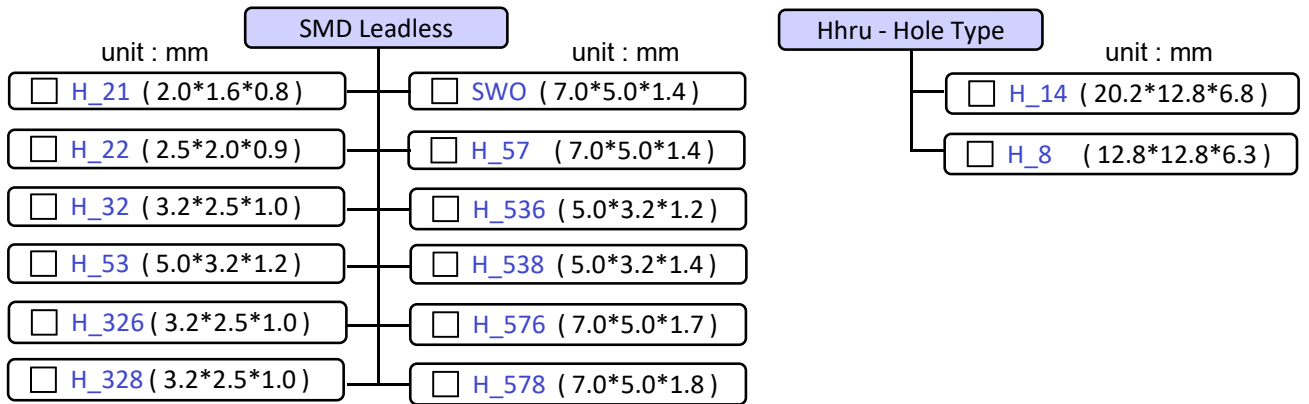 SMD Leadless
unit : mm
H_21 ( 2.0*1.6*0.8 )
H_22 ( 2.5*2.0*0.9 )
H_32 ( 3.2*2.5*1.0 )
H_53 ( 5.0*3.2*1.2 )
H_326 ( 3.2*2.5*1.0 )
H_328 ( 3.2*2.5*1.0 )
unit : mm
SWO ( 7.0*5.0*1.4 )
H_57 ( 7.0*5.0*1.4 )
H_536 ( 5.0*3.2*1.2 )
H_538 ( 5.0*3.2*1.4 )
H_576 ( 7.0*5.0*1.7 )
H_578 ( 7.0*5.0*1.8 )
Hhru - Hole Type
unit : mm
H_14 ( 20.2*12.8*6.8 )
H_8 ( 12.8*12.8*6.3 )